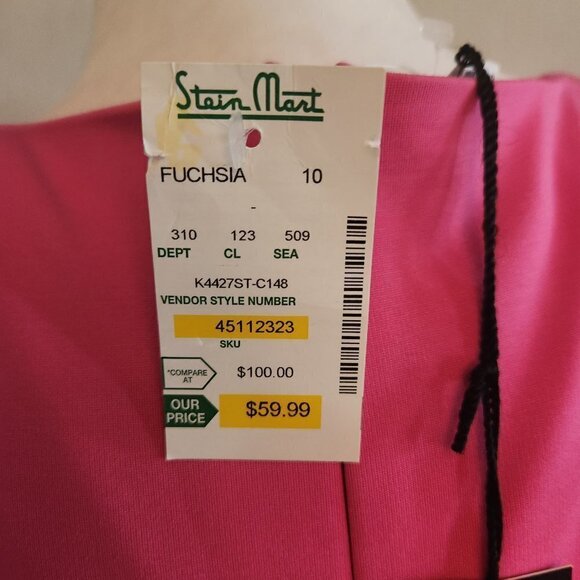 Stein Mart
FUCHSIA 10
-
310 123 509
DEPT CL SEA
K4427ST-C148
VENDOR STYLE NUMBER
45112323
SKU
*COMPARE AT $100.00
OUR PRICE $59.99